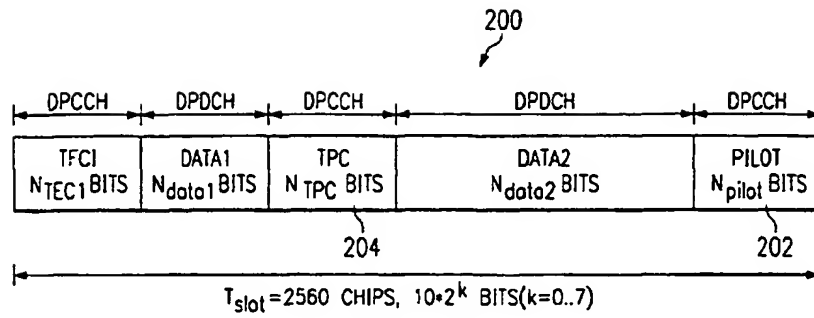 200
DPCCH DPDCH DPCCH DPDCH DPCCH
TFCI DATA1 TPC DATA2 PILOT
N_TEC1 BITS N_data1 BITS N_TPC BITS N_data2 BITS N_pilot BITS
204 202
T_slot=2560 CHIPS, 10*2^k BITS(k=0..7)